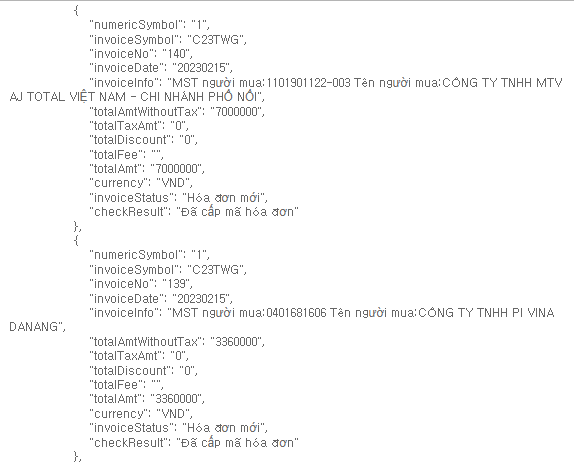 {
"numericSymbol": "1",
"invoiceSymbol": "C23TWG",
"invoiceNo": "140",
"invoiceDate": "20230215",
"invoiceInfo": "MST người mua:1101901122-003 Tên người mua:CÔNG TY TNHH MTV
AJ TOTAL VIỆT NAM - CHI NHÁNH PHỐ NỐI",
"totalAmtWithoutTax": "7000000",
"totalTaxAmt": "0",
"totalDiscount": "0",
"totalFee": "",
"totalAmt": "7000000",
"currency": "VND",
"invoiceStatus": "Hóa đơn mới",
"checkResult": "Đã cấp mã hóa đơn"
},
{
"numericSymbol": "1",
"invoiceSymbol": "C23TWG",
"invoiceNo": "139",
"invoiceDate": "20230215",
"invoiceInfo": "MST người mua:0401681606 Tên người mua:CÔNG TY TNHH PI VINA
DANANG",
"totalAmtWithoutTax": "3360000",
"totalTaxAmt": "0",
"totalDiscount": "0",
"totalFee": "",
"totalAmt": "3360000",
"currency": "VND",
"invoiceStatus": "Hóa đơn mới",
"checkResult": "Đã cấp mã hóa đơn"
},